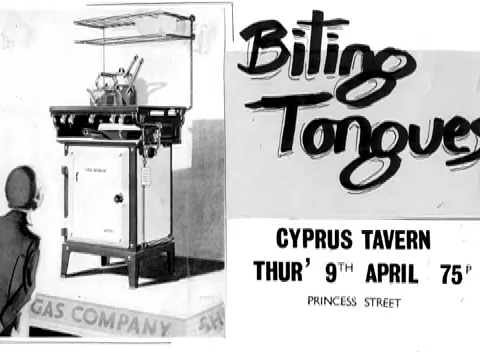 Biting
Tongues
CYPRUS TAVERN
THUR' 9TH APRIL 75P
PRINCESS STREET
GAS COMPANY